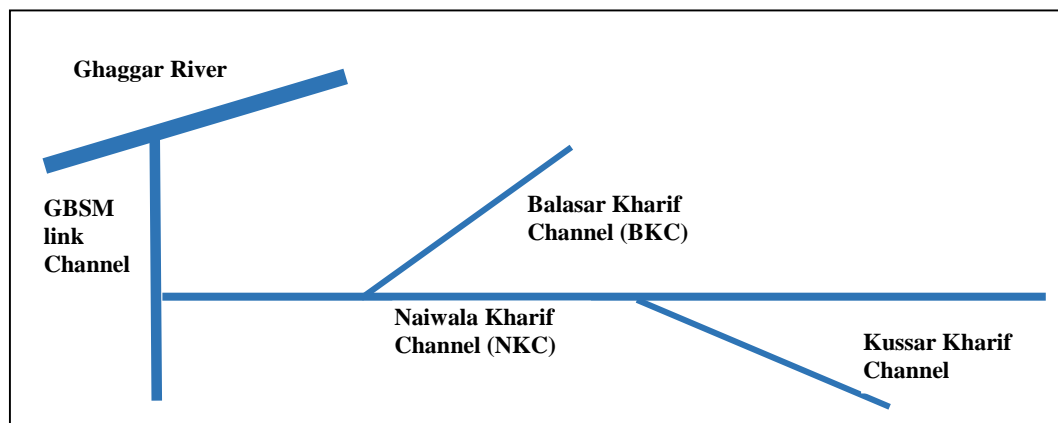 Ghaggar River
GBSM
link
Channel
Balasar Kharif
Channel (BKC)
Naiwala Kharif
Channel (NKC)
Kussar Kharif
Channel